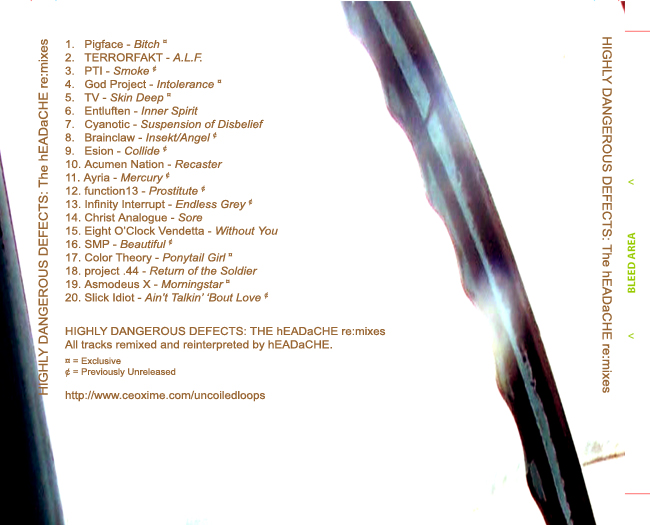 HIGHLY DANGEROUS DEFECTS: The hEADaCHE re:mixes
1. Pigface - Bitch ¤
2. TERRORFAKT - A.L.F.
3. PTI - Smoke ¢
4. God Project - Intolerance ¤
5. TV - Skin Deep ¤
6. Entluften - Inner Spirit
7. Cyanotic - Suspension of Disbelief
8. Brainclaw - Insekt/Angel ¢
9. Esion - Collide ¢
10. Acumen Nation - Recaster
11. Ayria - Mercury ¢
12. function13 - Prostitute ¢
13. Infinity Interrupt - Endless Grey ¢
14. Christ Analogue - Sore
15. Eight O'Clock Vendetta - Without You
16. SMP - Beautiful ¢
17. Color Theory - Ponytail Girl ¤
18. project .44 - Return of the Soldier
19. Asmodeus X - Morningstar ¤
20. Slick Idiot - Ain't Talkin' 'Bout Love ¢
HIGHLY DANGEROUS DEFECTS: THE hEADaCHE re:mixes
All tracks remixed and reinterpreted by hEADaCHE.
¤ = Exclusive
¢ = Previously Unreleased
http://www.ceoxime.com/uncoiledloops
HIGHLY DANGEROUS DEFECTS: The hEADaCHE re:mixes
< BLEED AREA <